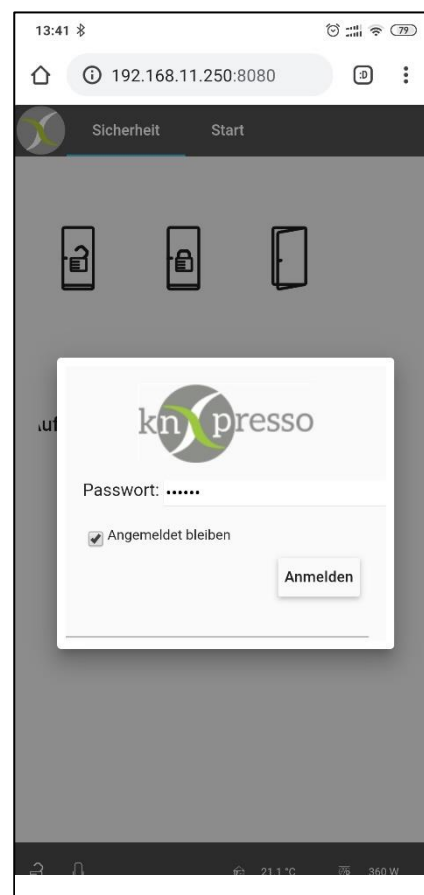 13:41
79
192.168.11.250:8080
:D
Sicherheit Start
knXpresso
Passwort: ••••••
Angemeldet bleiben
Anmelden
21.1 °C 360 W